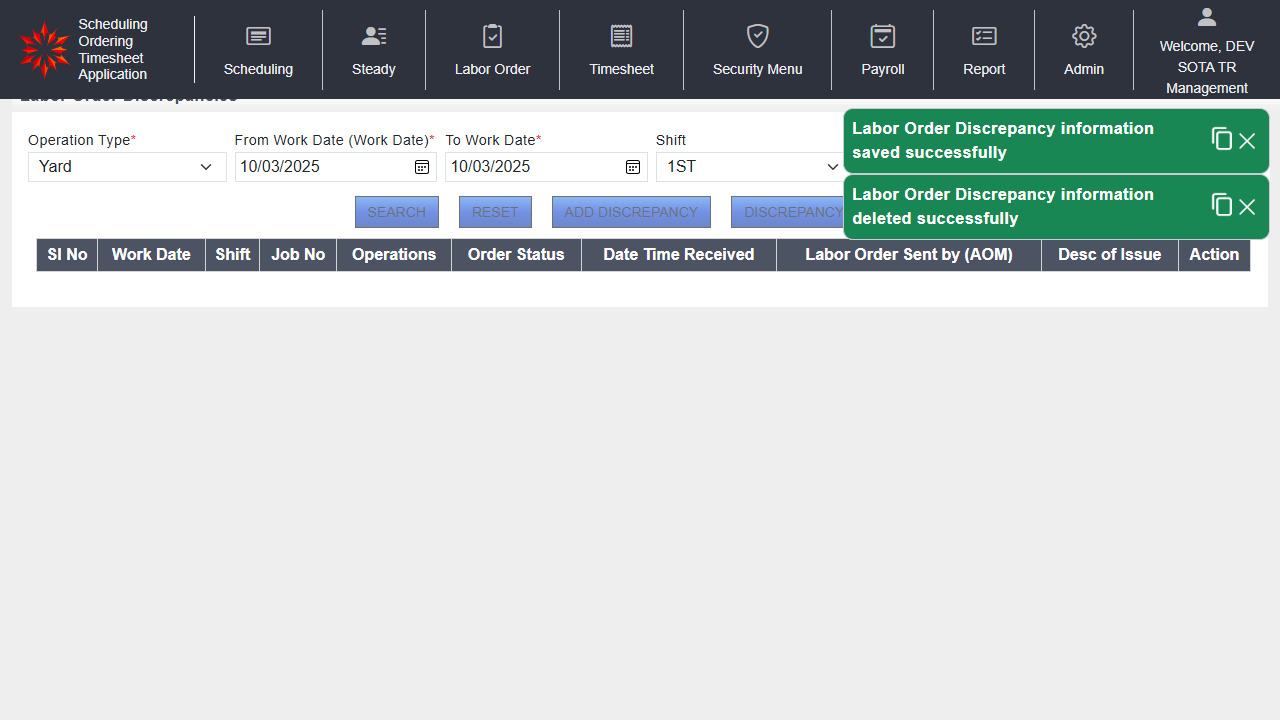 Scheduling
Ordering
Timesheet
Application
Scheduling
Steady
Labor Order
Timesheet
Security Menu
Payroll
Report
Admin
Welcome, DEV
SOTA TR
Management
Labor Order Discrepancies
Labor Order Discrepancy information
saved successfully
Labor Order Discrepancy information
deleted successfully
Operation Type*
From Work Date (Work Date)*
To Work Date*
Shift
Yard
10/03/2025
10/03/2025
1ST
SEARCH
RESET
ADD DISCREPANCY
DISCREPANCY
Sl No
Work Date
Shift
Job No
Operations
Order Status
Date Time Received
Labor Order Sent by (AOM)
Desc of Issue
Action